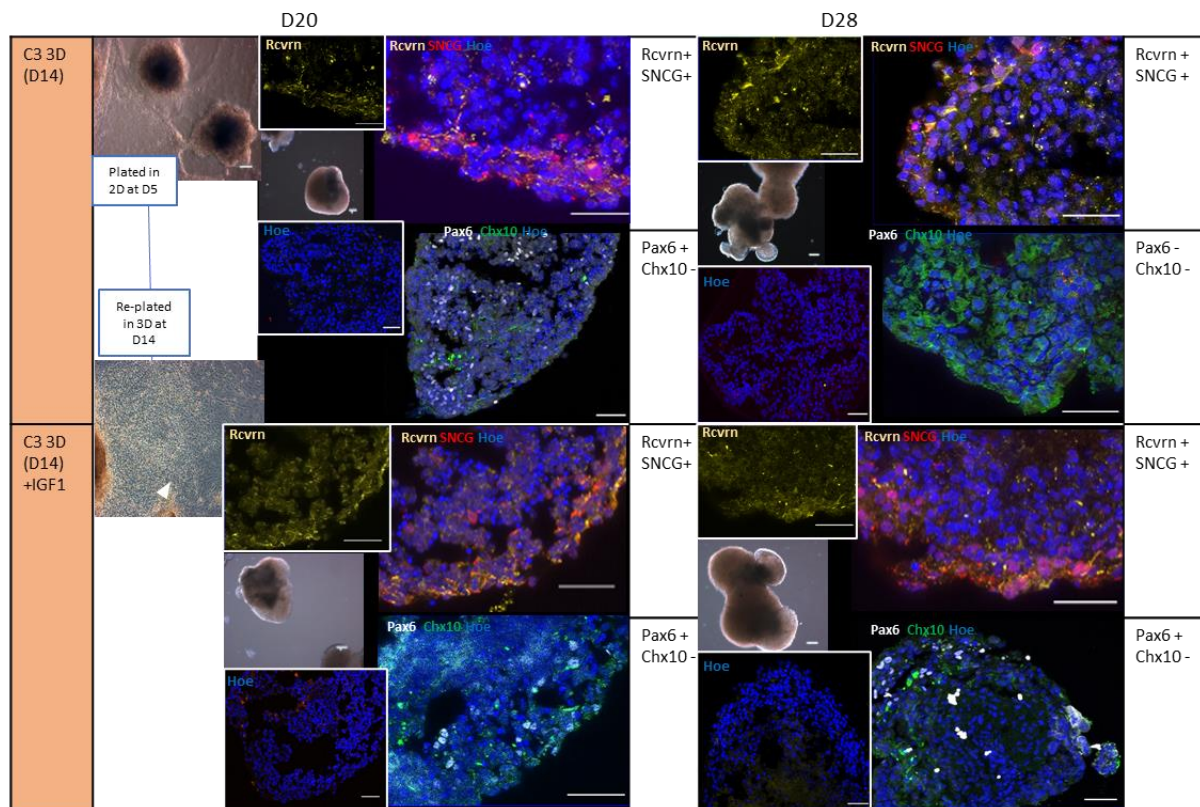 D20
D28
C3 3D
(D14)
Rcvrn
Rcvrn SNCG Hoe
Rcvrn+
SNCG+
Rcvrn
Rcvrn SNCG Hoe
Rcvrn +
SNCG +
Plated in
2D at D5
Hoe
Pax6 Chx10 Hoe
Pax6 +
Chx10 -
Hoe
Pax6 Chx10 Hoe
Pax6 -
Chx10 -
Re-plated
in 3D at
D14
C3 3D
(D14)
+IGF1
Rcvrn
Rcvrn SNCG Hoe
Rcvrn+
SNCG+
Rcvrn
Rcvrn SNCG Hoe
Rcvrn +
SNCG +
Hoe
Pax6 Chx10 Hoe
Pax6 +
Chx10 -
Hoe
Pax6 Chx10 Hoe
Pax6 +
Chx10 -